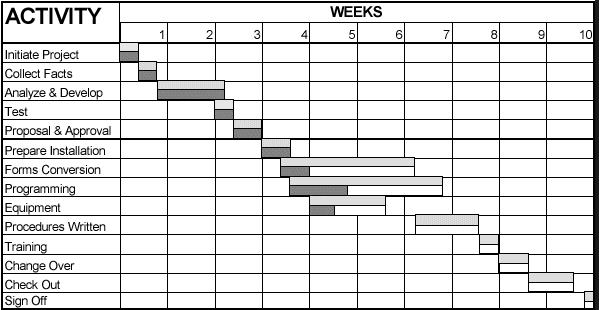 ACTIVITY
WEEKS
1 2 3 4 5 6 7 8 9 10
Initiate Project
Collect Facts
Analyze & Develop
Test
Proposal & Approval
Prepare Installation
Forms Conversion
Programming
Equipment
Procedures Written
Training
Change Over
Check Out
Sign Off